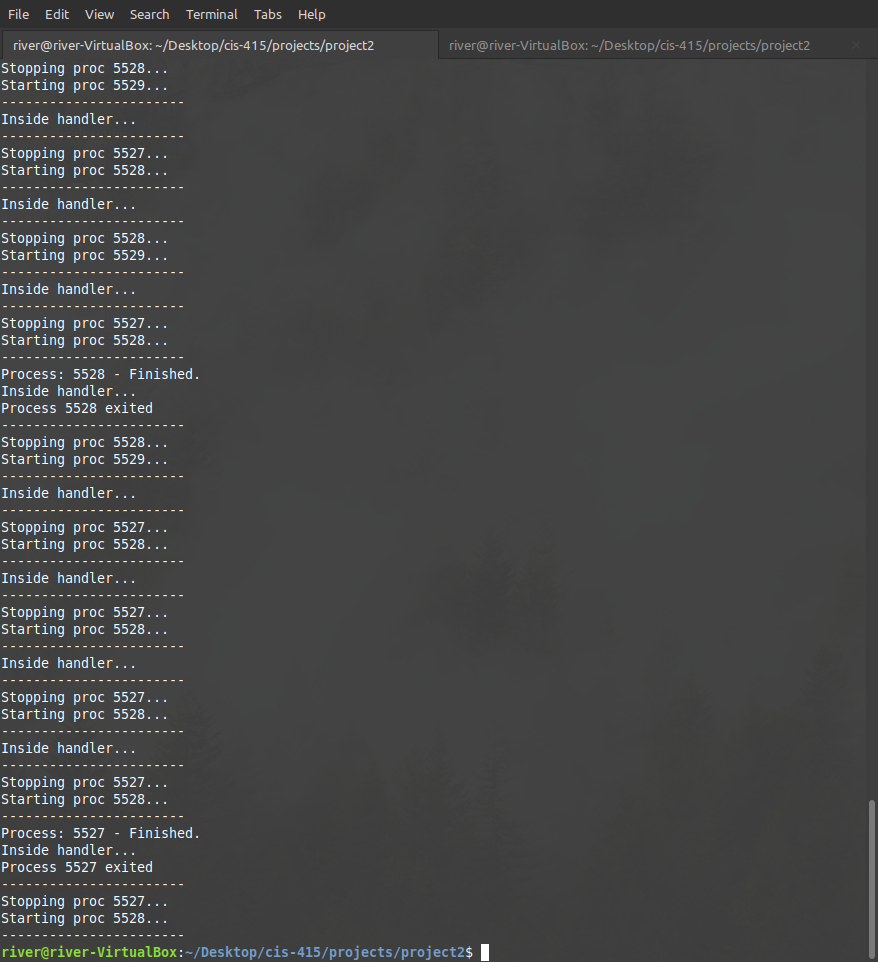 File Edit View Search Terminal Tabs Help
river@river-VirtualBox: ~/Desktop/cis-415/projects/project2 river@river-VirtualBox: ~/Desktop/cis-415/projects/project2 ×
Stopping proc 5528...
Starting proc 5529...
-----------------------
Inside handler...
-----------------------
Stopping proc 5527...
Starting proc 5528...
-----------------------
Inside handler...
-----------------------
Stopping proc 5528...
Starting proc 5529...
-----------------------
Inside handler...
-----------------------
Stopping proc 5527...
Starting proc 5528...
-----------------------
Process: 5528 - Finished.
Inside handler...
Process 5528 exited
-----------------------
Stopping proc 5528...
Starting proc 5529...
-----------------------
Inside handler...
-----------------------
Stopping proc 5527...
Starting proc 5528...
-----------------------
Inside handler...
-----------------------
Stopping proc 5527...
Starting proc 5528...
-----------------------
Inside handler...
-----------------------
Stopping proc 5527...
Starting proc 5528...
-----------------------
Inside handler...
-----------------------
Stopping proc 5527...
Starting proc 5528...
-----------------------
Process: 5527 - Finished.
Inside handler...
Process 5527 exited
-----------------------
Stopping proc 5527...
Starting proc 5528...
-----------------------
river@river-VirtualBox:~/Desktop/cis-415/projects/project2$